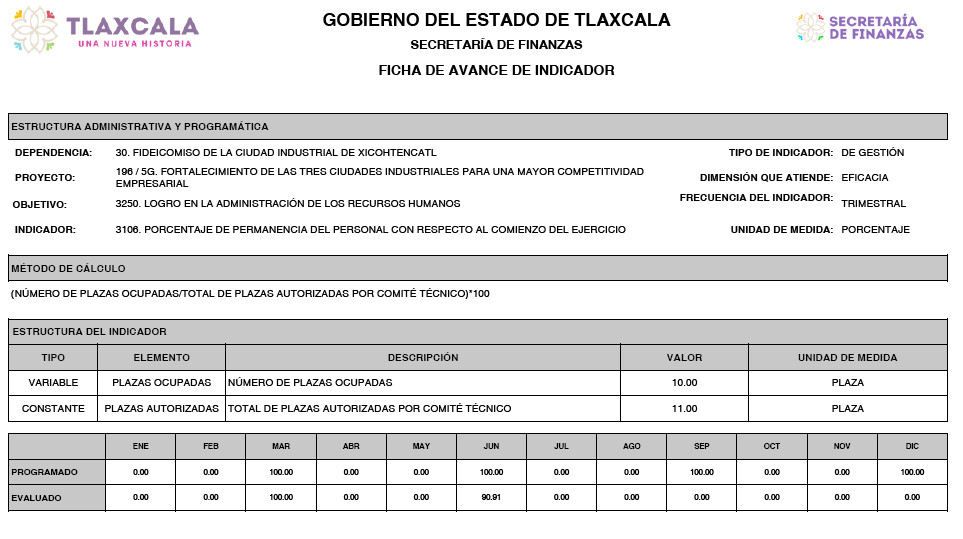 TLAXCALA
UNA NUEVA HISTORIA
GOBIERNO DEL ESTADO DE TLAXCALA
SECRETARÍA DE FINANZAS
FICHA DE AVANCE DE INDICADOR
SECRETARÍA
DE FINANZAS
ESTRUCTURA ADMINISTRATIVA Y PROGRAMÁTICA
DEPENDENCIA: 30. FIDEICOMISO DE LA CIUDAD INDUSTRIAL DE XICOHTENCATL TIPO DE INDICADOR: DE GESTIÓN
PROYECTO: 196 / 5G. FORTALECIMIENTO DE LAS TRES CIUDADES INDUSTRIALES PARA UNA MAYOR COMPETITIVIDAD
EMPRESARIAL DIMENSIÓN QUE ATIENDE: EFICACIA
OBJETIVO: 3250. LOGRO EN LA ADMINISTRACIÓN DE LOS RECURSOS HUMANOS FRECUENCIA DEL INDICADOR: TRIMESTRAL
INDICADOR: 3106. PORCENTAJE DE PERMANENCIA DEL PERSONAL CON RESPECTO AL COMIENZO DEL EJERCICIO UNIDAD DE MEDIDA: PORCENTAJE
MÉTODO DE CÁLCULO
(NÚMERO DE PLAZAS OCUPADAS/TOTAL DE PLAZAS AUTORIZADAS POR COMITÉ TÉCNICO)*100
ESTRUCTURA DEL INDICADOR
TIPO ELEMENTO DESCRIPCIÓN VALOR UNIDAD DE MEDIDA
VARIABLE PLAZAS OCUPADAS NÚMERO DE PLAZAS OCUPADAS 10.00 PLAZA
CONSTANTE PLAZAS AUTORIZADAS TOTAL DE PLAZAS AUTORIZADAS POR COMITÉ TÉCNICO 11.00 PLAZA
ENE FEB MAR ABR MAY JUN JUL AGO SEP OCT NOV DIC
PROGRAMADO 0.00 0.00 100.00 0.00 0.00 100.00 0.00 0.00 100.00 0.00 0.00 100.00
EVALUADO 0.00 0.00 100.00 0.00 0.00 90.91 0.00 0.00 0.00 0.00 0.00 0.00